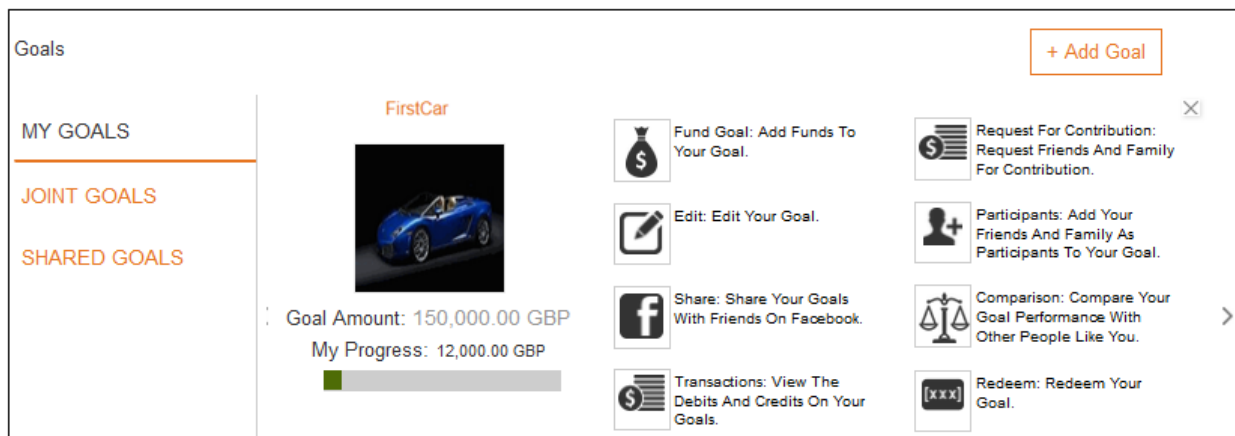 Goals
+ Add Goal
MY GOALS
JOINT GOALS
SHARED GOALS
FirstCar
Goal Amount: 150,000.00 GBP
My Progress: 12,000.00 GBP
Fund Goal: Add Funds To
Your Goal.
Edit: Edit Your Goal.
Share: Share Your Goals
With Friends On Facebook.
Transactions: View The
Debits And Credits On Your
Goals.
Request For Contribution:
Request Friends And Family
For Contribution.
Participants: Add Your
Friends And Family As
Participants To Your Goal.
Comparison: Compare Your
Goal Performance With
Other People Like You.
[xxx]
Redeem: Redeem Your
Goal.